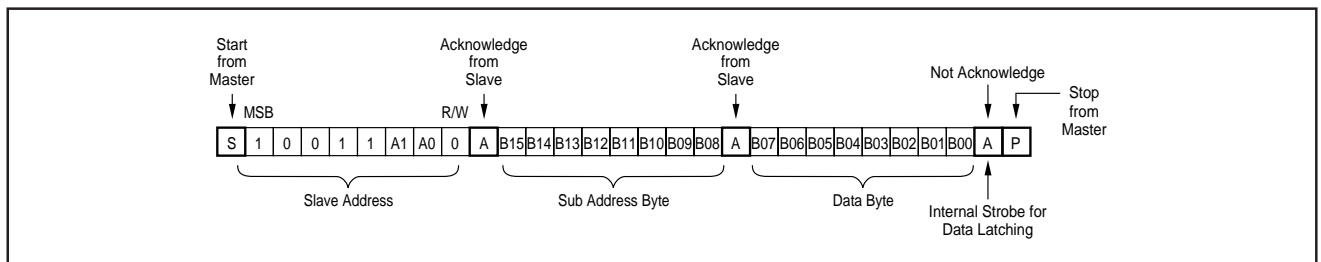 Start
from
Master
Acknowledge
from
Slave
Acknowledge
from
Slave
Not Acknowledge
Stop
from
Master
MSB
R/W
S 1 0 0 1 1 A1 A0 0 A B15 B14 B13 B12 B11 B10 B09 B08 A B07 B06 B05 B04 B03 B02 B01 B00 A P
Slave Address
Sub Address Byte
Data Byte
Internal Strobe for
Data Latching